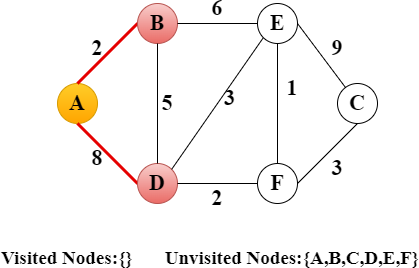 B 6 E
2 9
A 5 3 1 C
8 3
D 2 F
Visited Nodes:{} Unvisited Nodes:{A,B,C,D,E,F}